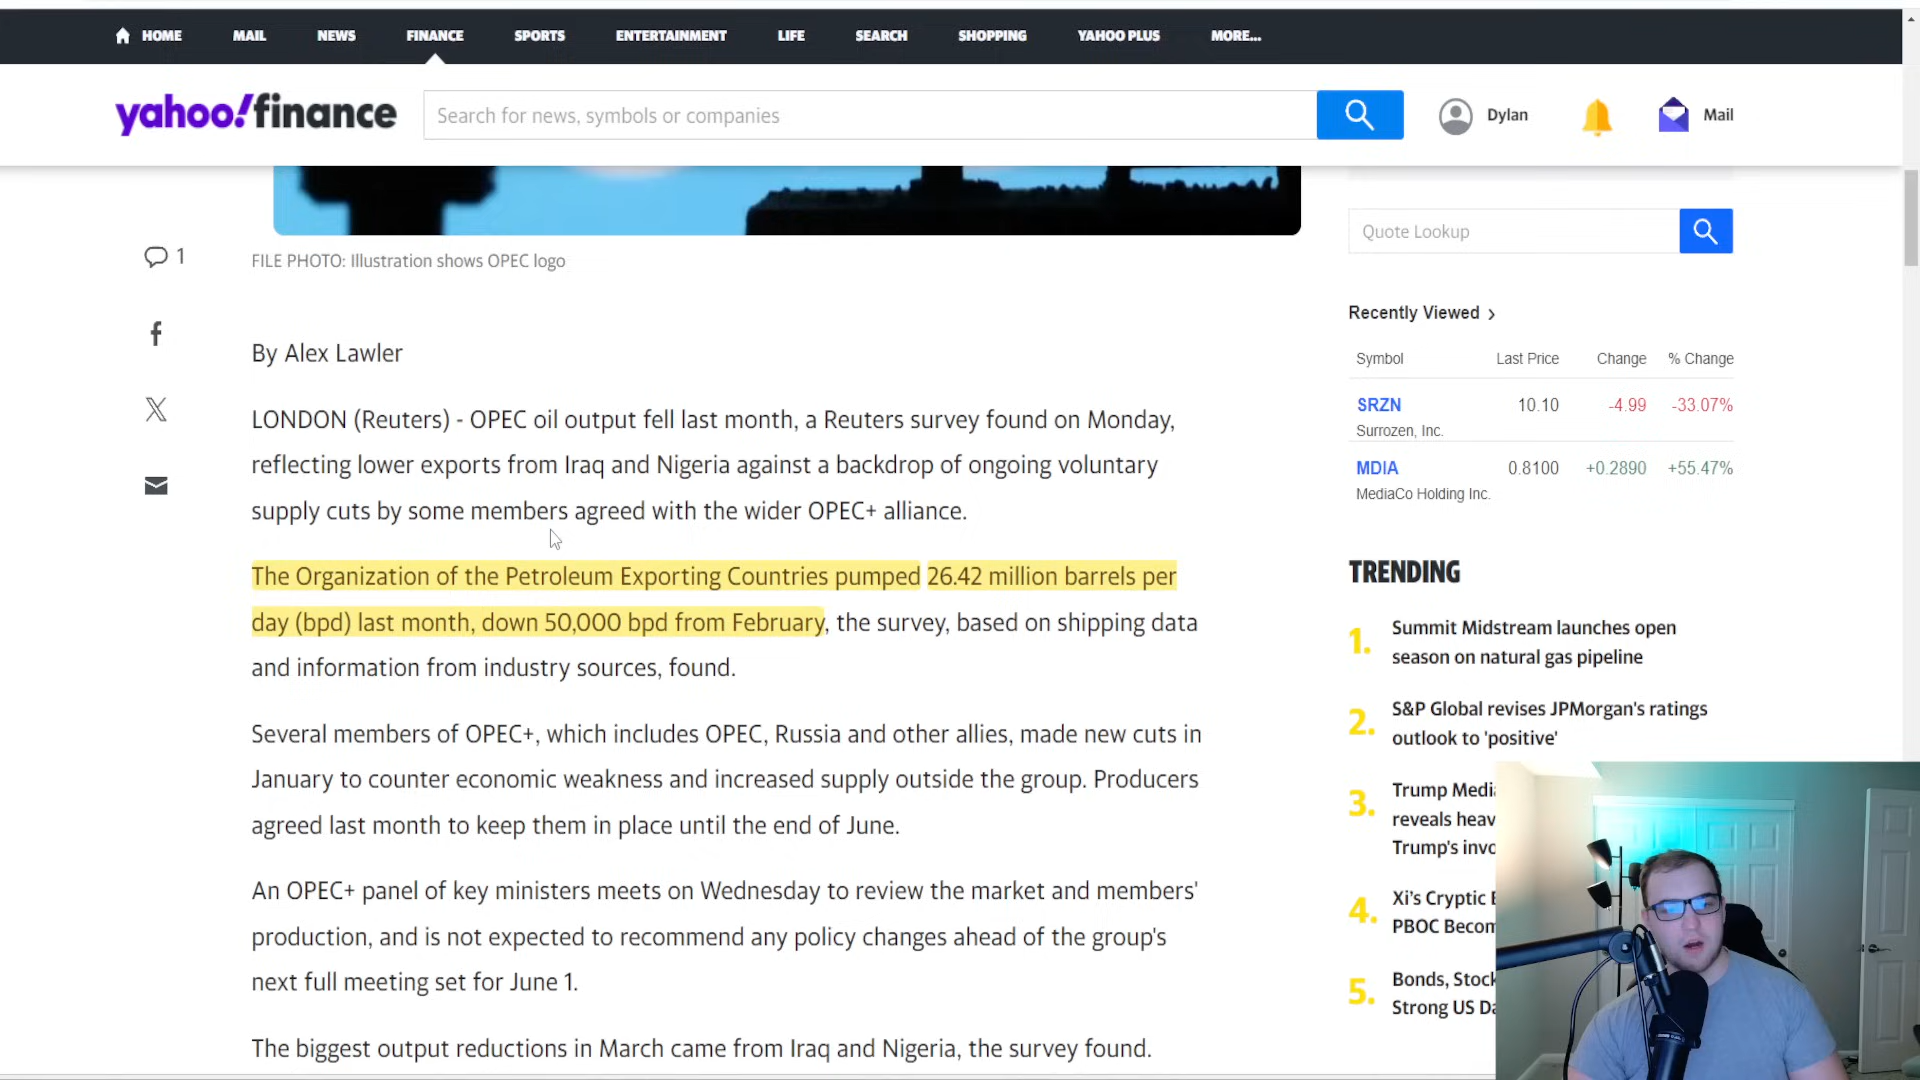 HOME MAIL NEWS FINANCE SPORTS ENTERTAINMENT LIFE SEARCH SHOPPING YAHOO PLUS MORE...
yahoo!finance
Search for news, symbols or companies
Dylan
Mail
1
FILE PHOTO: Illustration shows OPEC logo
By Alex Lawler
LONDON (Reuters) - OPEC oil output fell last month, a Reuters survey found on Monday,
reflecting lower exports from Iraq and Nigeria against a backdrop of ongoing voluntary
supply cuts by some members agreed with the wider OPEC+ alliance.
The Organization of the Petroleum Exporting Countries pumped 26.42 million barrels per
day (bpd) last month, down 50,000 bpd from February, the survey, based on shipping data
and information from industry sources, found.
Several members of OPEC+, which includes OPEC, Russia and other allies, made new cuts in
January to counter economic weakness and increased supply outside the group. Producers
agreed last month to keep them in place until the end of June.
An OPEC+ panel of key ministers meets on Wednesday to review the market and members'
production, and is not expected to recommend any policy changes ahead of the group's
next full meeting set for June 1.
The biggest output reductions in March came from Iraq and Nigeria, the survey found.
Quote Lookup
Recently Viewed >
Symbol Last Price Change % Change
SRZN 10.10 -4.99 -33.07%
Surrozen, Inc.
MDIA 0.8100 +0.2890 +55.47%
MediaCo Holding Inc.
TRENDING
1. Summit Midstream launches open
season on natural gas pipeline
2. S&P Global revises JPMorgan's ratings
outlook to 'positive'
3. Trump Medi
reveals heav
Trump's invo
4. Xi's Cryptic
PBOC Becom
5. Bonds, Stock
Strong US Da